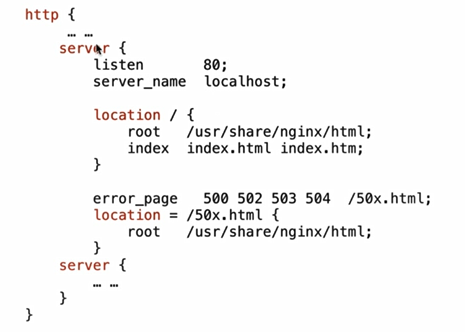 http {
… …
server {
listen 80;
server_name localhost;
location / {
root /usr/share/nginx/html;
index index.html index.htm;
}
error_page 500 502 503 504 /50x.html;
location = /50x.html {
root /usr/share/nginx/html;
}
server {
… …
}
}